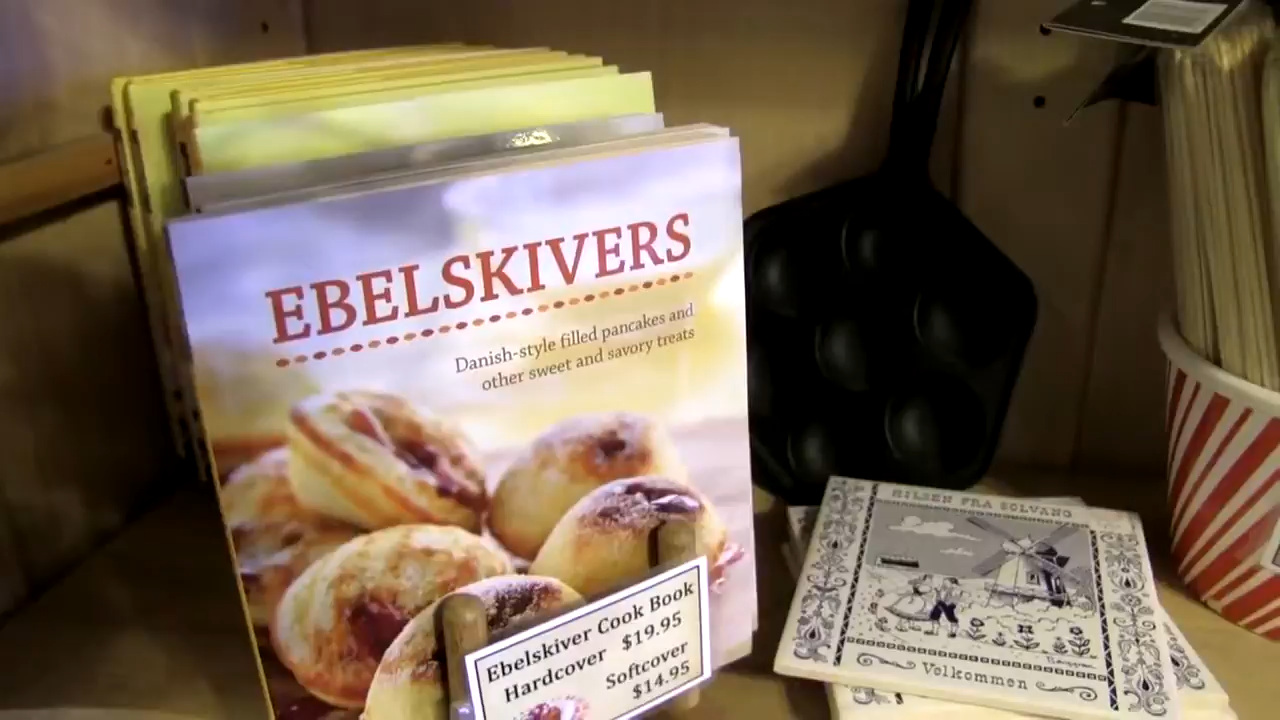 EBELSKIVERS
Danish-style filled pancakes and
other sweet and savory treats
Ebelskiver Cook Book
Hardcover $19.95
Softcover
$14.95
HILSEN FRA SOLVANG
Velkommen